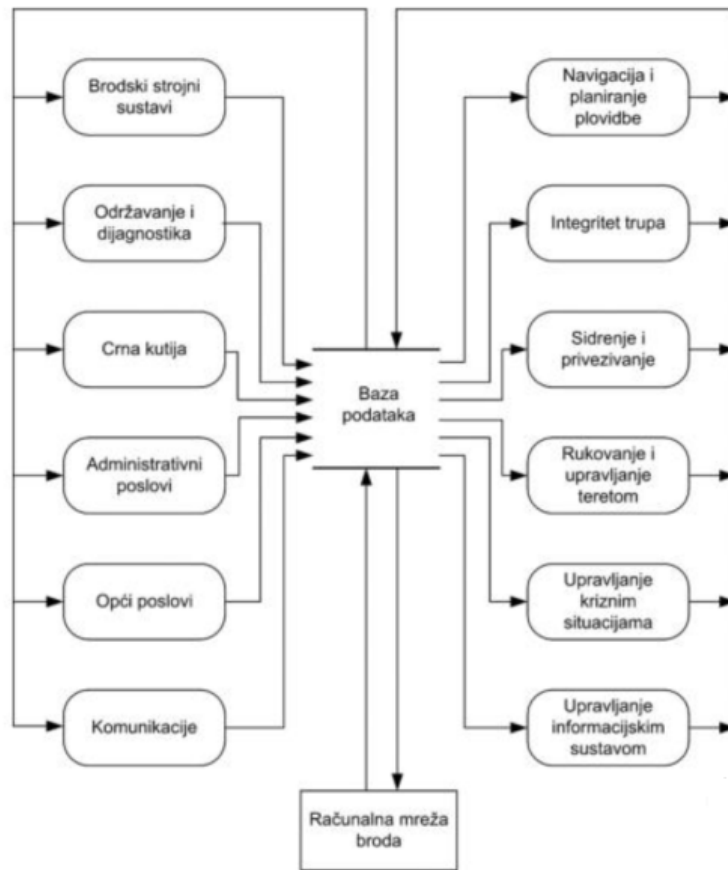 Brodski strojni
sustavi
Održavanje i
dijagnostika
Crna kutija
Administrativni
poslovi
Opći poslovi
Komunikacije
Baza
podataka
Računalna mreža
broda
Navigacija i
planiranje
plovidbe
Integritet trupa
Sidrenje i
privezivanje
Rukovanje i
upravljanje
teretom
Upravljanje
kriznim
situacijama
Upravljanje
informacijskim
sustavom